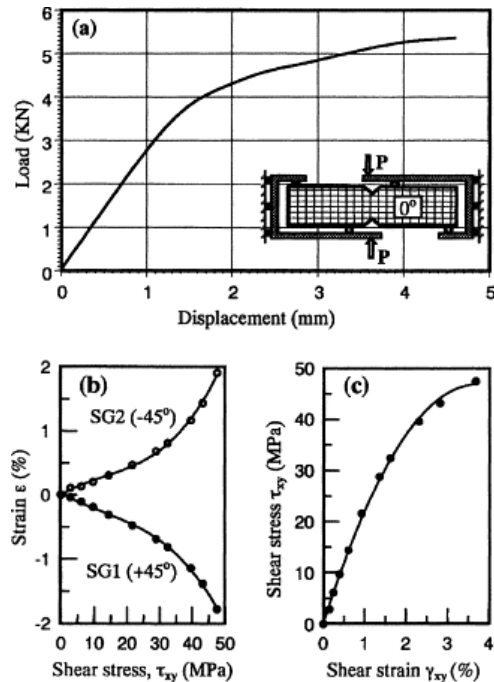 (a)
6
5
4
3
2
1
0
Load (KN)
P
0°
P
0 1 2 3 4 5
Displacement (mm)
(b)
2
1
0
-1
-2
Strain ε (%)
SG2 (-45°)
SG1 (+45°)
0 10 20 30 40 50
Shear stress, τxy (MPa)
(c)
50
40
30
20
10
0
Shear stress τxy (MPa)
0 1 2 3 4
Shear strain γxy (%)